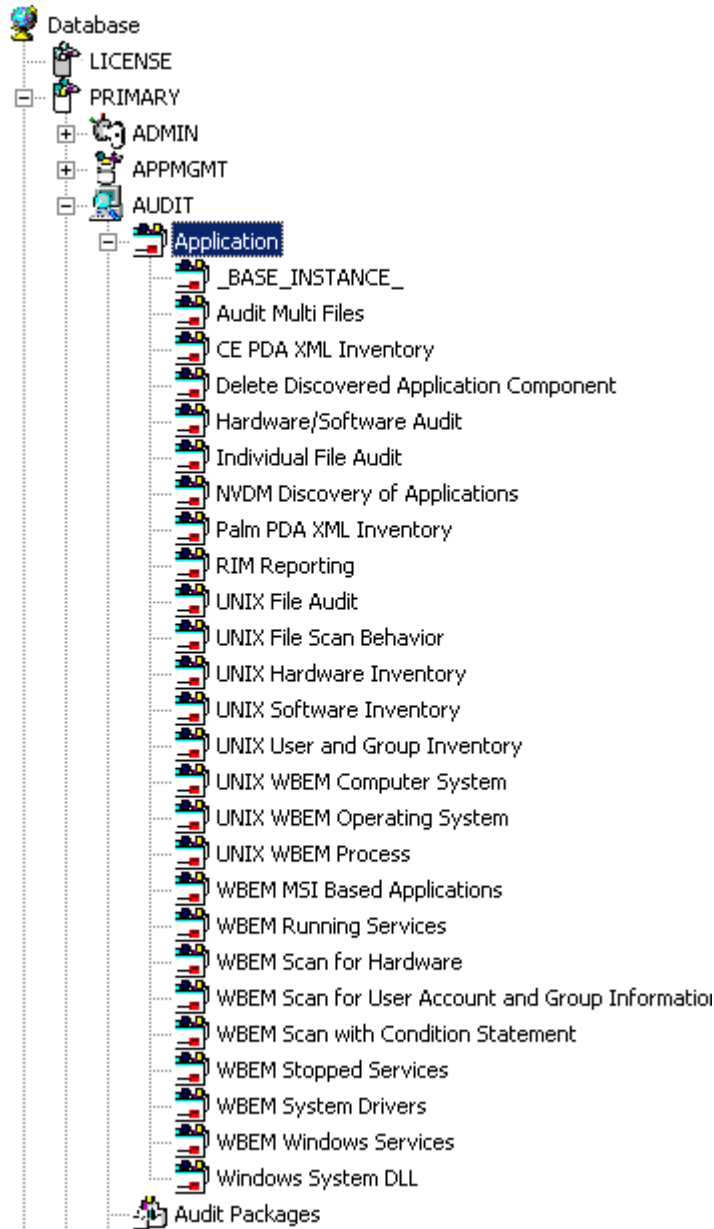 Database
LICENSE
PRIMARY
ADMIN
APPMGMT
AUDIT
Application
_BASE_INSTANCE_
Audit Multi Files
CE PDA XML Inventory
Delete Discovered Application Component
Hardware/Software Audit
Individual File Audit
NVDM Discovery of Applications
Palm PDA XML Inventory
RIM Reporting
UNIX File Audit
UNIX File Scan Behavior
UNIX Hardware Inventory
UNIX Software Inventory
UNIX User and Group Inventory
UNIX WBEM Computer System
UNIX WBEM Operating System
UNIX WBEM Process
WBEM MSI Based Applications
WBEM Running Services
WBEM Scan for Hardware
WBEM Scan for User Account and Group Informatio
WBEM Scan with Condition Statement
WBEM Stopped Services
WBEM System Drivers
WBEM Windows Services
Windows System DLL
Audit Packages